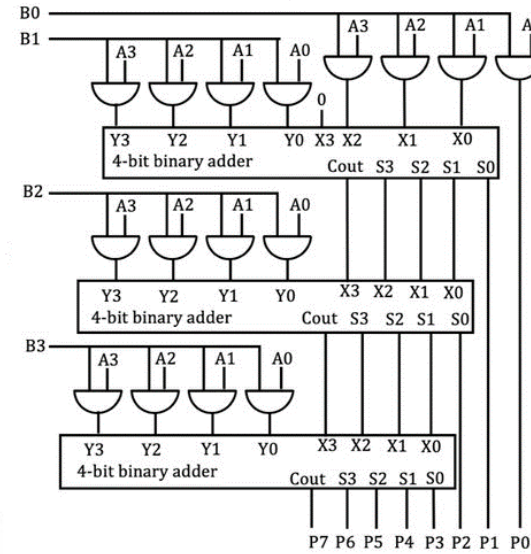 B0
A3 A2 A1 A
B1
A3 A2 A1 A0
0
Y3 Y2 Y1 Y0 X3 X2 X1 X0
4-bit binary adder
Cout S3 S2 S1 S0
B2
A3 A2 A1 A0
Y3 Y2 Y1 Y0 X3 X2 X1 X0
4-bit binary adder
Cout S3 S2 S1 S0
B3
A3 A2 A1 A0
Y3 Y2 Y1 Y0 X3 X2 X1 X0
4-bit binary adder
Cout S3 S2 S1 S0
P7 P6 P5 P4 P3 P2 P1 P0